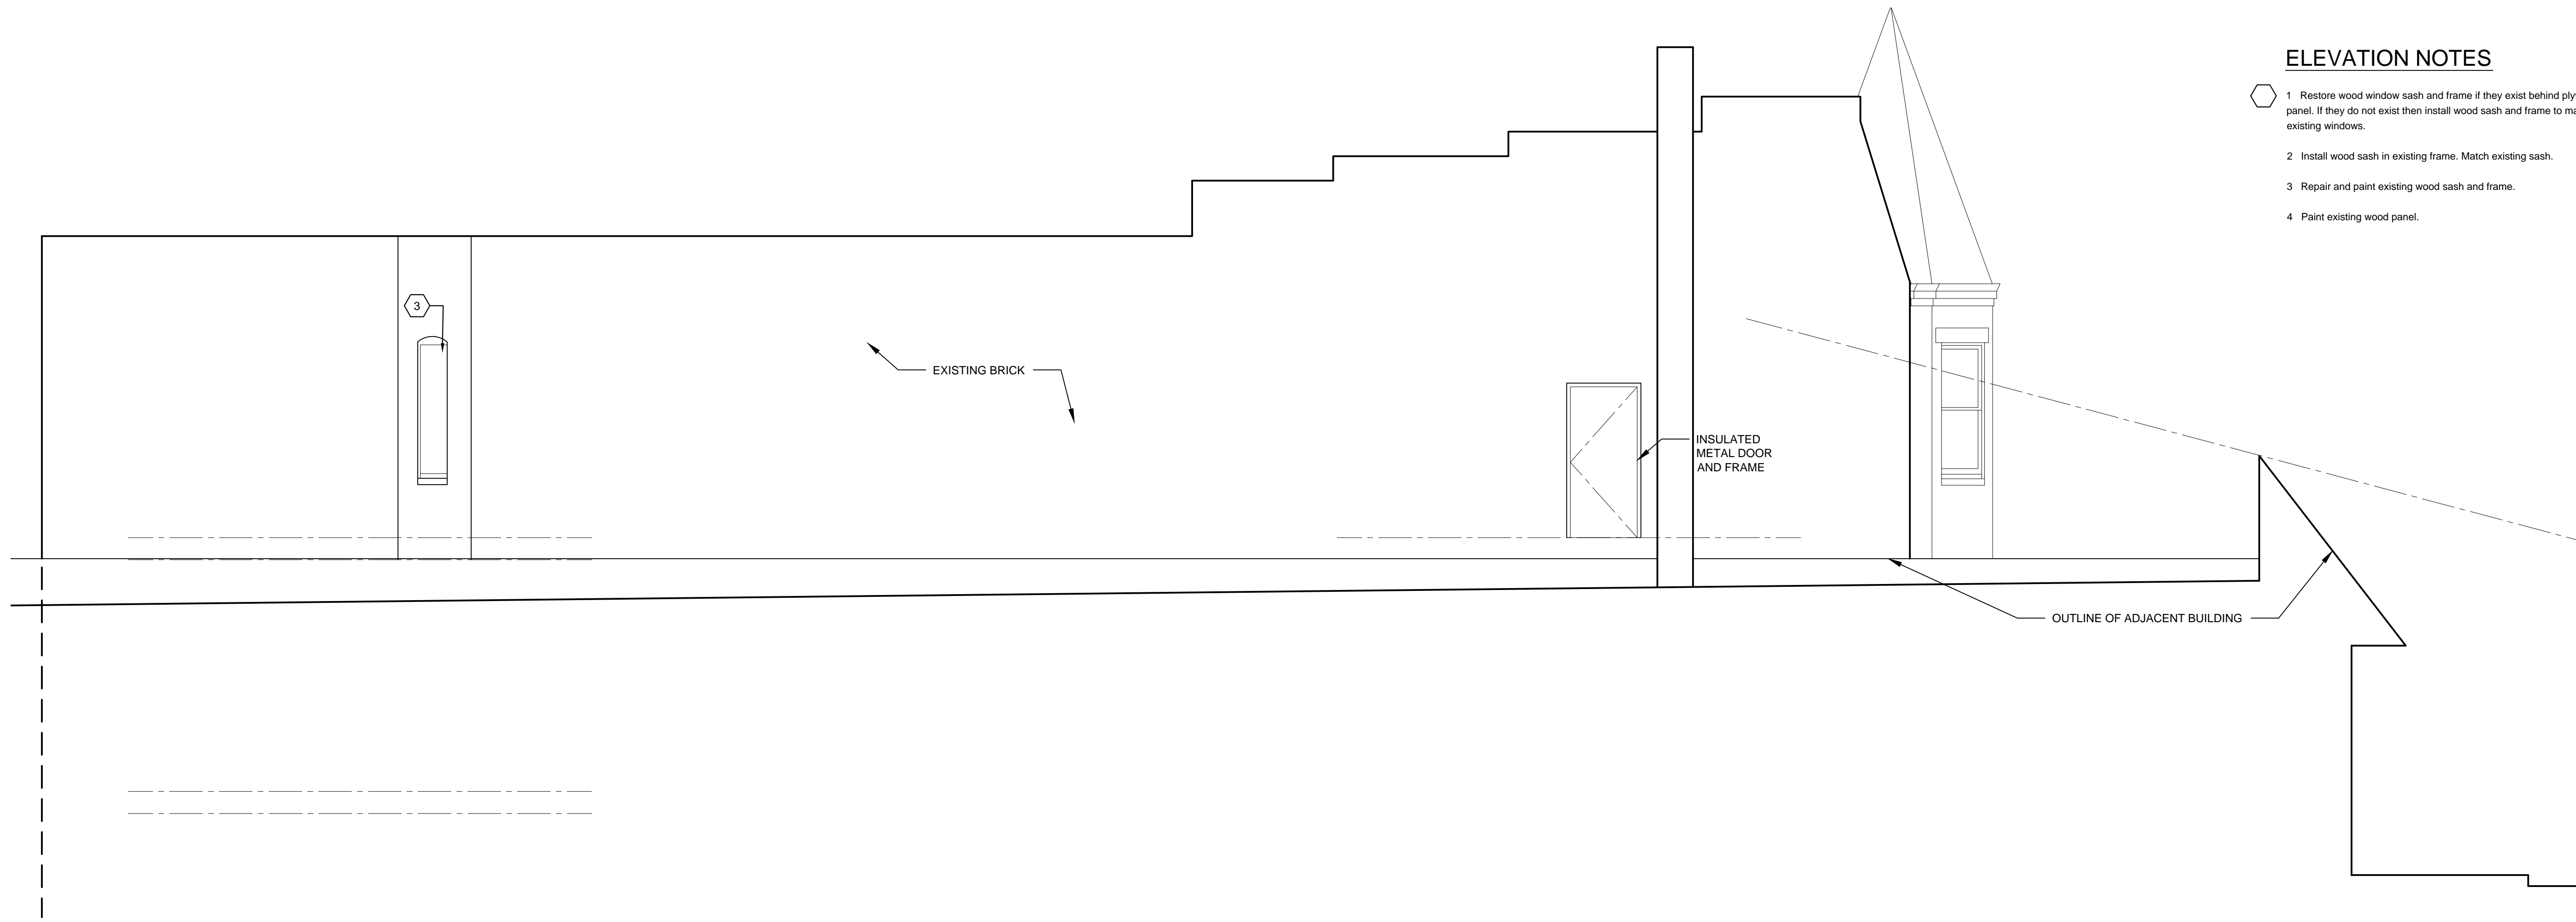 ELEVATION NOTES
1 Restore wood window sash and frame if they exist behind ply
panel. If they do not exist then install wood sash and frame to ma
existing windows.
2 Install wood sash in existing frame. Match existing sash.
3 Repair and paint existing wood sash and frame.
4 Paint existing wood panel.
3
EXISTING BRICK
INSULATED
METAL DOOR
AND FRAME
OUTLINE OF ADJACENT BUILDING